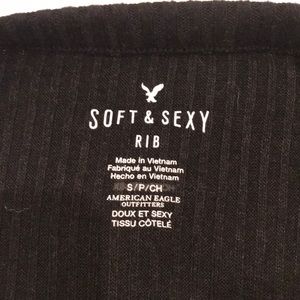 SOFT & SEXY
RIB
Made in Vietnam
Fabriqué au Vietnam
Hecho en Vietnam
S/P/CH
AMERICAN EAGLE
OUTFITTERS
DOUX ET SEXY
TISSU CÔTELÉ